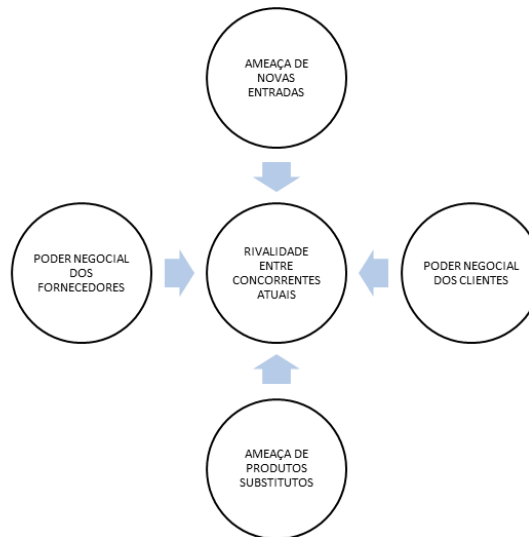 AMEAÇA DE
NOVAS
ENTRADAS
PODER NEGOCIAL
DOS
FORNECEDORES
RIVALIDADE
ENTRE
CONCORRENTES
ATUAIS
PODER NEGOCIAL
DOS CLIENTES
AMEAÇA DE
PRODUTOS
SUBSTITUTOS